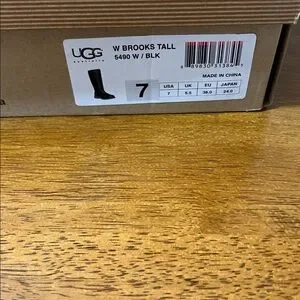 UGG
australia
W BROOKS TALL
5490 W / BLK
MADE IN CHINA
7
USA UK EU JAPAN
7 5.5 38.0 24.0